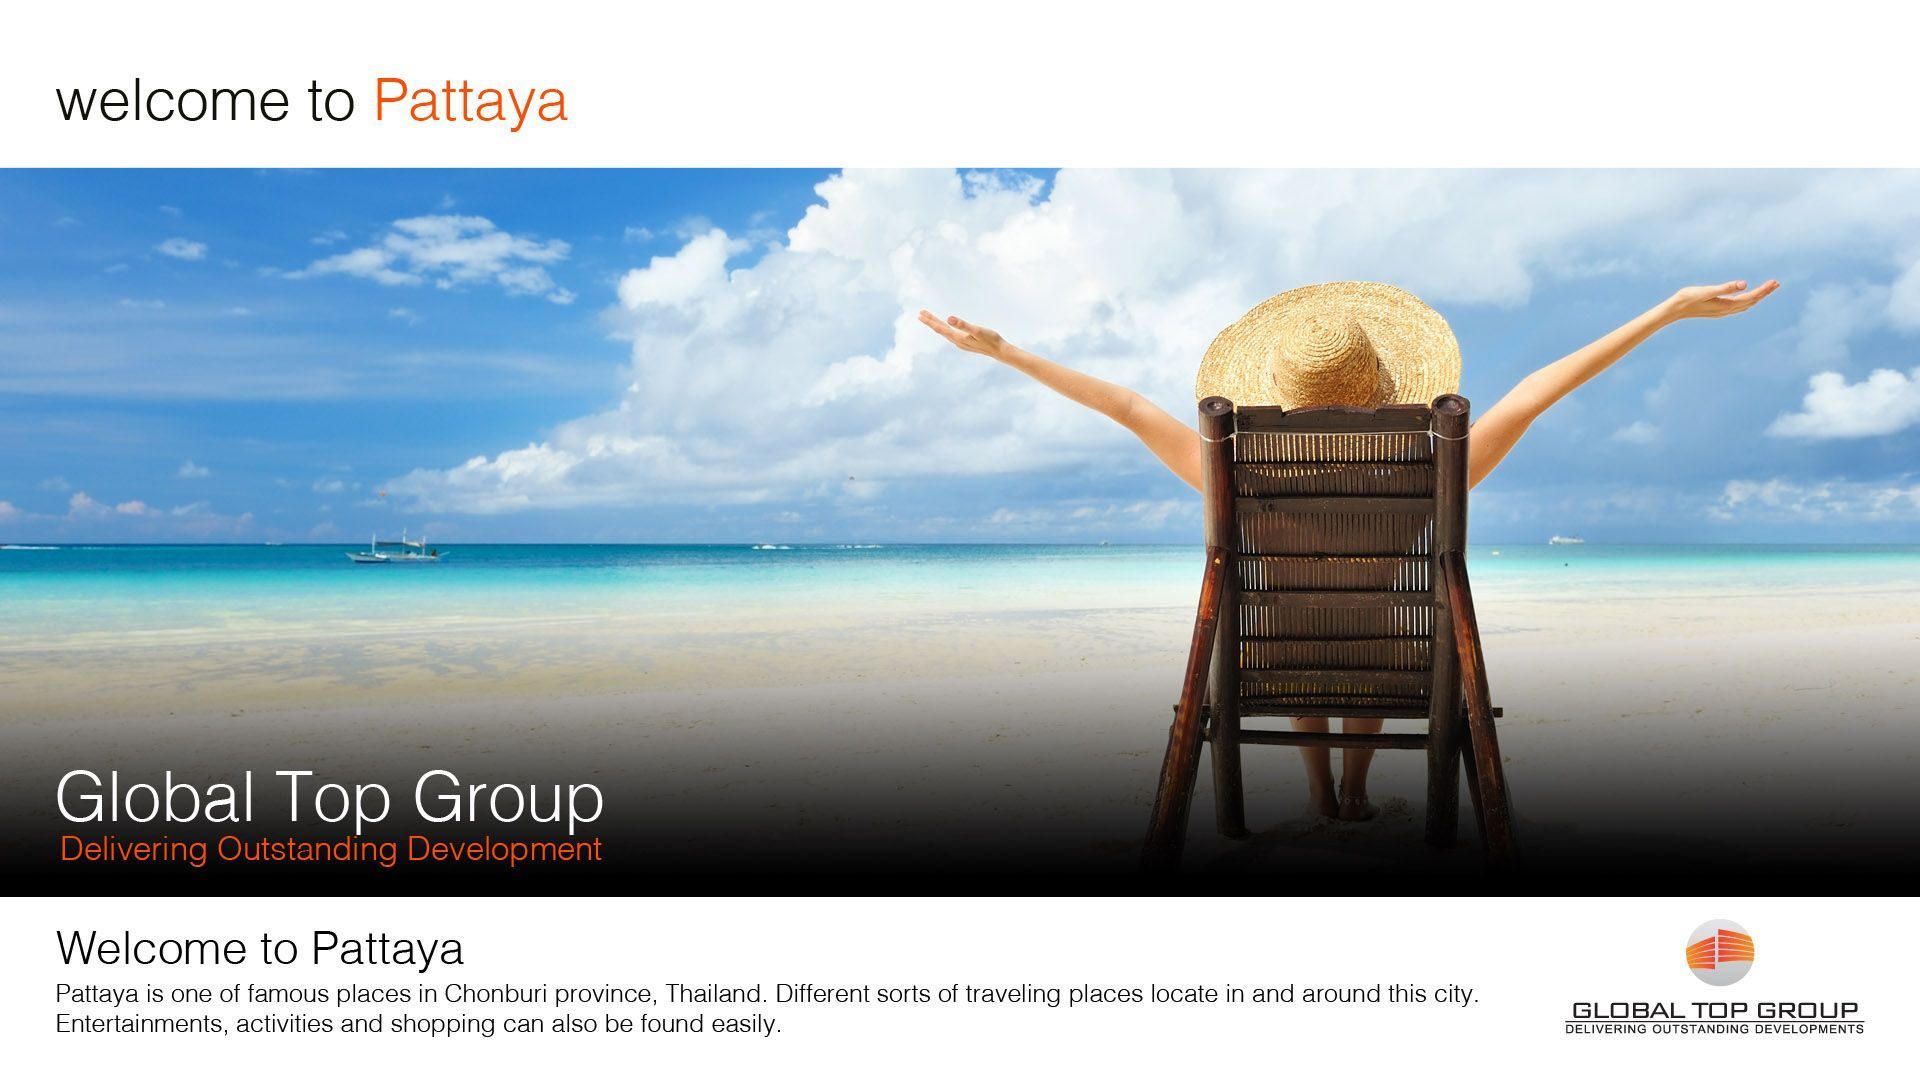 welcome to Pattaya
Global Top Group
Delivering Outstanding Development
Welcome to Pattaya
Pattaya is one of famous places in Chonburi province, Thailand. Different sorts of traveling places locate in and around this city.
Entertainments, activities and shopping can also be found easily.
GLOBAL TOP GROUP
DELIVERING OUTSTANDING DEVELOPMENTS